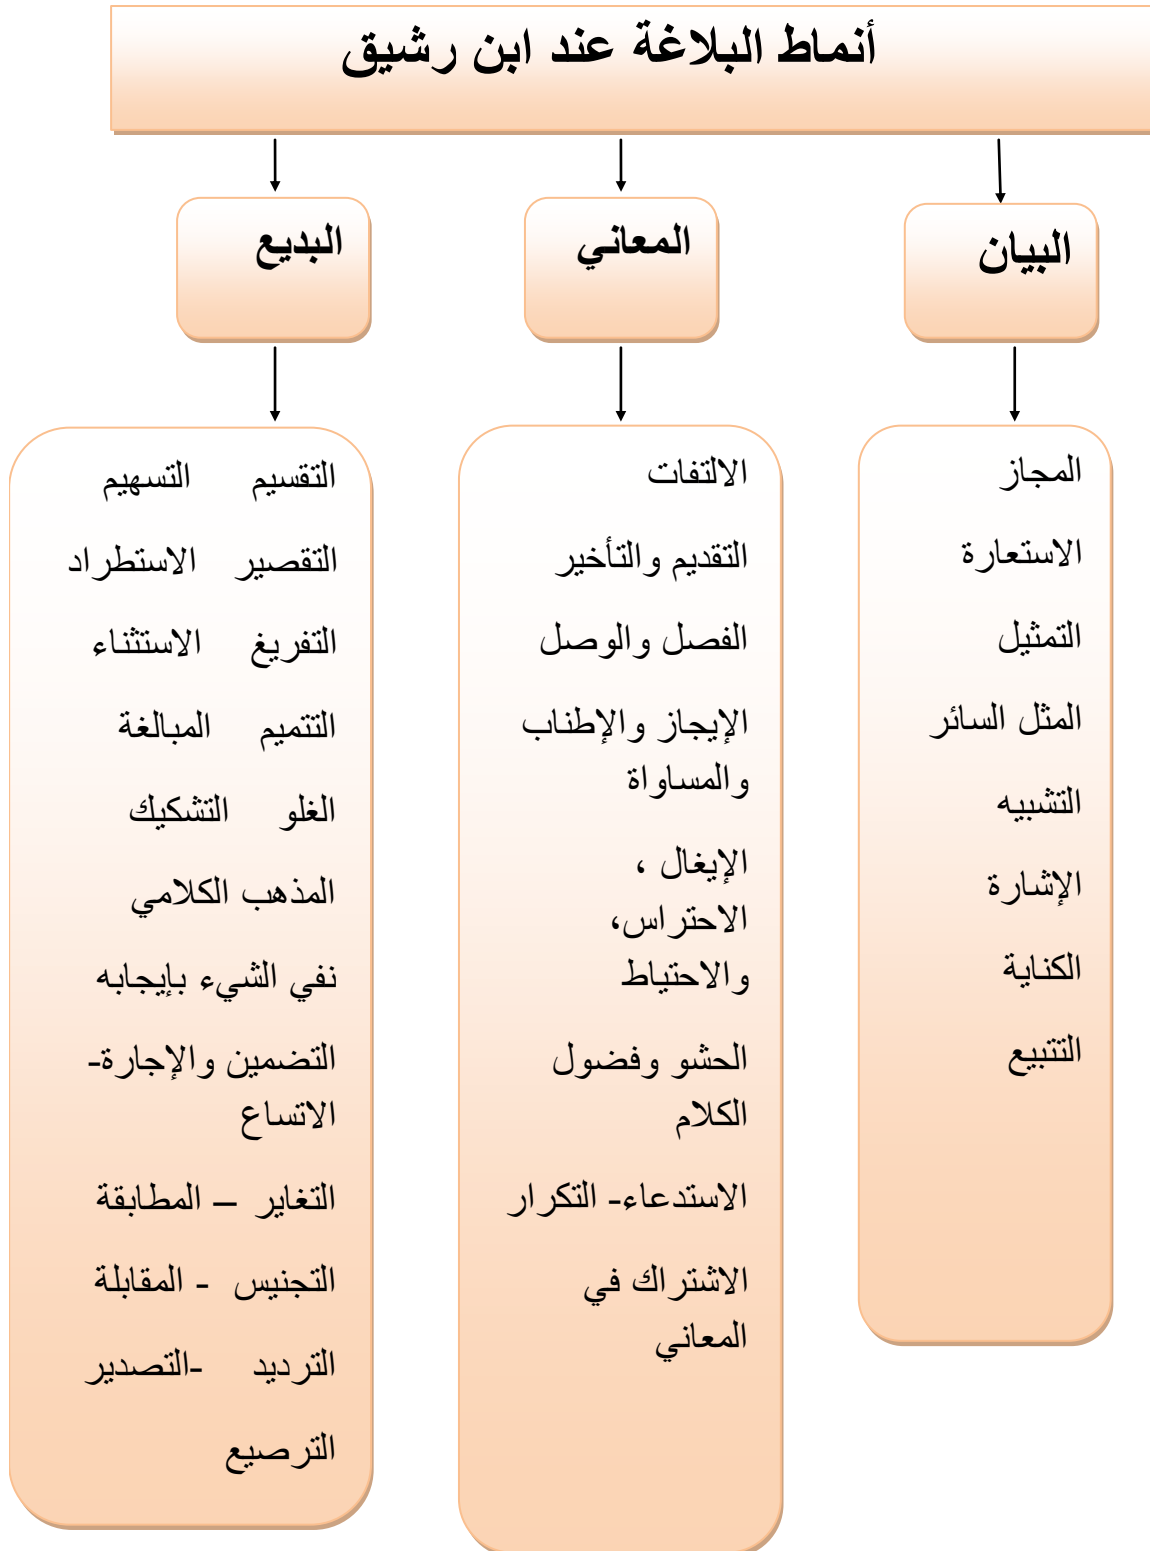 أنماط البلاغة عند ابن رشيق
البيان
المعاني
البديع
المجاز
الاستعارة
التمثيل
المثل السائر
التشبيه
الإشارة
الكناية
التتبيع
الالتفات
التقديم والتأخير
الفصل والوصل
الإيجاز والإطناب
والمساواة
الإيغال ،
الاحتراس،
والاحتياط
الحشو وفضول
الكلام
الاستدعاء- التكرار
الاشتراك في
المعاني
التقسيم التسهيم
التقصير الاستطراد
التفريغ الاستثناء
التتميم المبالغة
الغلو التشكيك
المذهب الكلامي
نفي الشيء بإيجابه
التضمين والإجارة-
الاتساع
التغاير – المطابقة
التجنيس - المقابلة
الترديد -التصدير
الترصيع